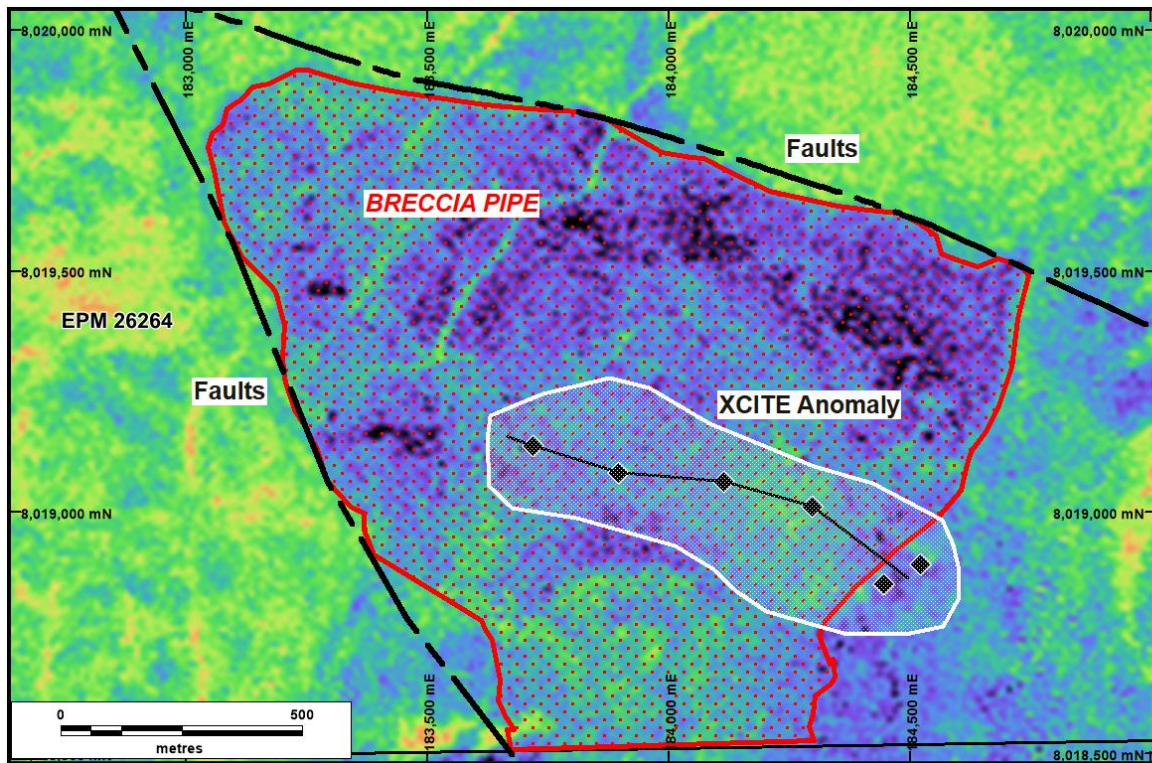 8,020,000 mN
183,000 mE
183,500 mE
184,000 mE
184,500 mE
8,020,000 mN
Faults
BRECCIA PIPE
8,019,500 mN
8,019,500 mN
EPM 26264
Faults
XCITE Anomaly
8,019,000 mN
8,019,000 mN
183,500 mE
184,000 mE
184,500 mE
0 500
metres
8,018,500 mN